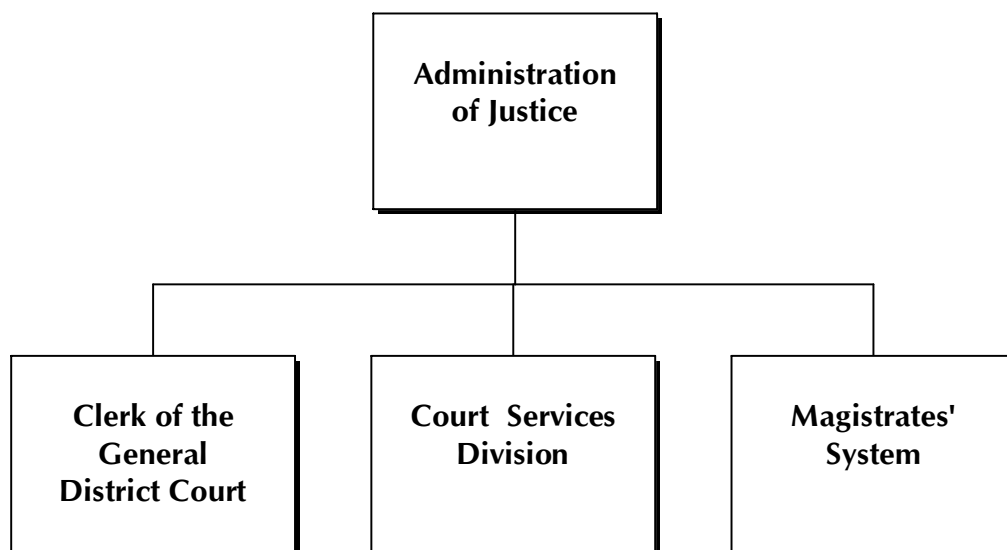 Administration
of Justice
Clerk of the
General
District Court
Court Services
Division
Magistrates'
System